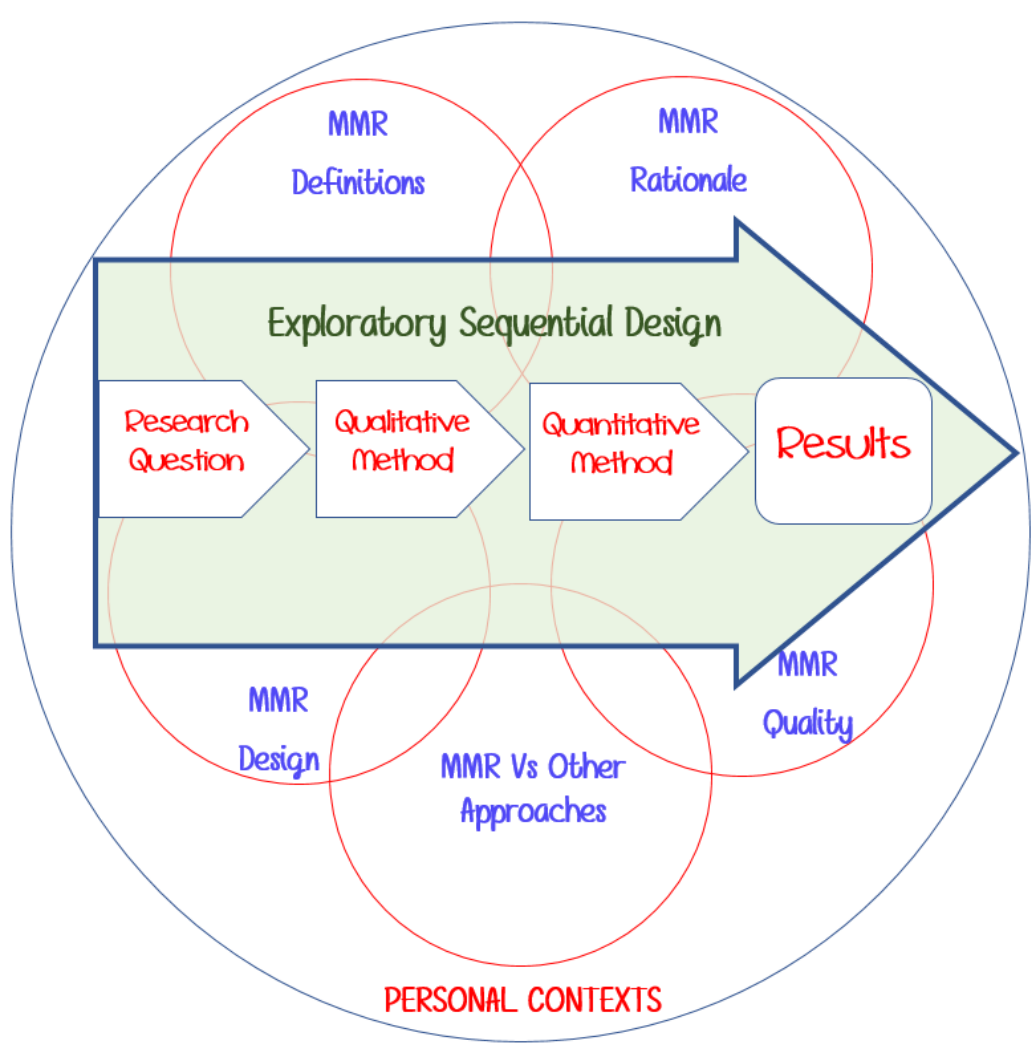 MMR
Definitions
MMR
Rationale
Exploratory Sequential Design
Research
Question
Qualitative
Method
Quantitative
Method
Results
MMR
Design
MMR Vs Other
Approaches
MMR
Quality
PERSONAL CONTEXTS